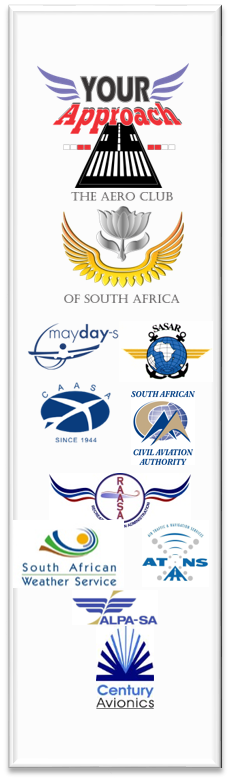 YOUR
Approach
THE AERO CLUB
OF SOUTH AFRICA
mayday-s
SASAR
CAASA
SINCE 1944
SOUTH AFRICAN
CIVIL AVIATION
AUTHORITY
RAASA
South African
Weather Service
AIR TRAFFIC & NAVIGATION SERVICES
ATNS
ALPA-SA
Century
Avionics